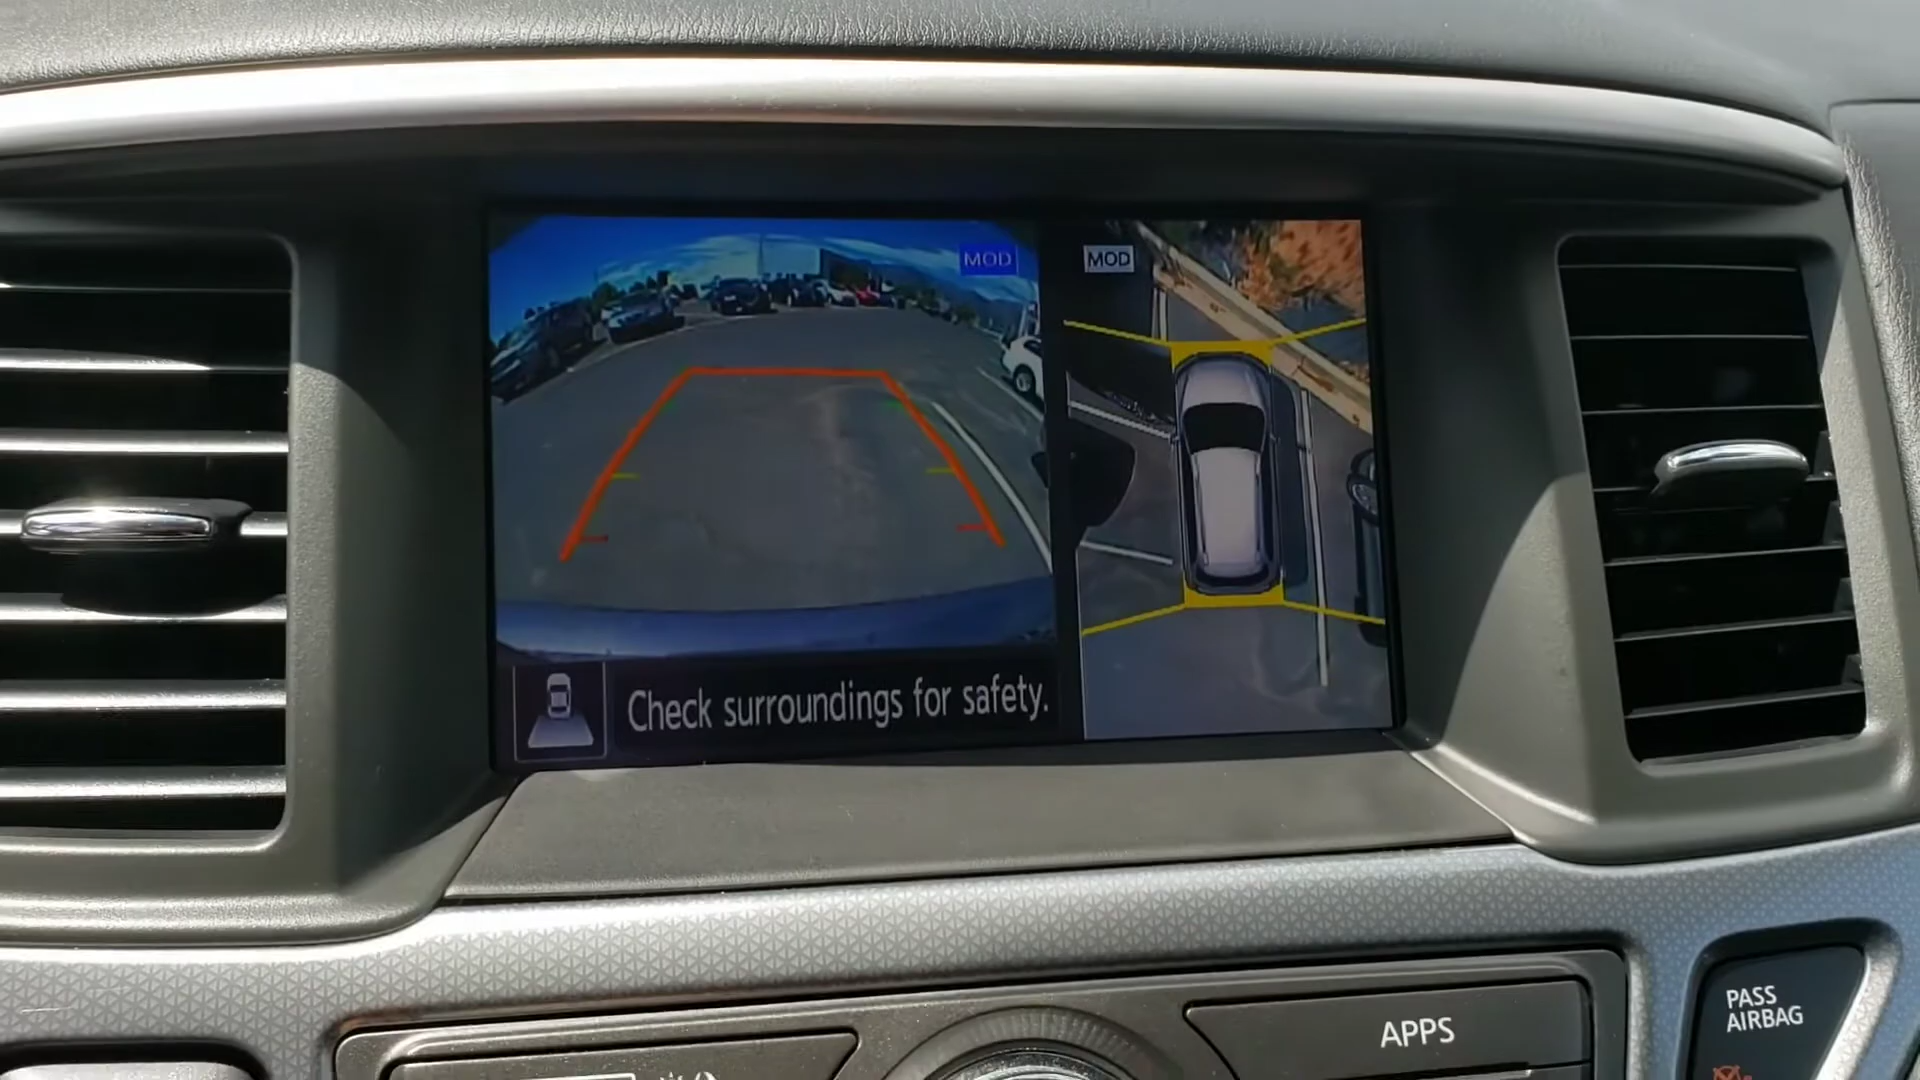 MOD
MOD
Check surroundings for safety.
APPS
PASS
AIRBAG